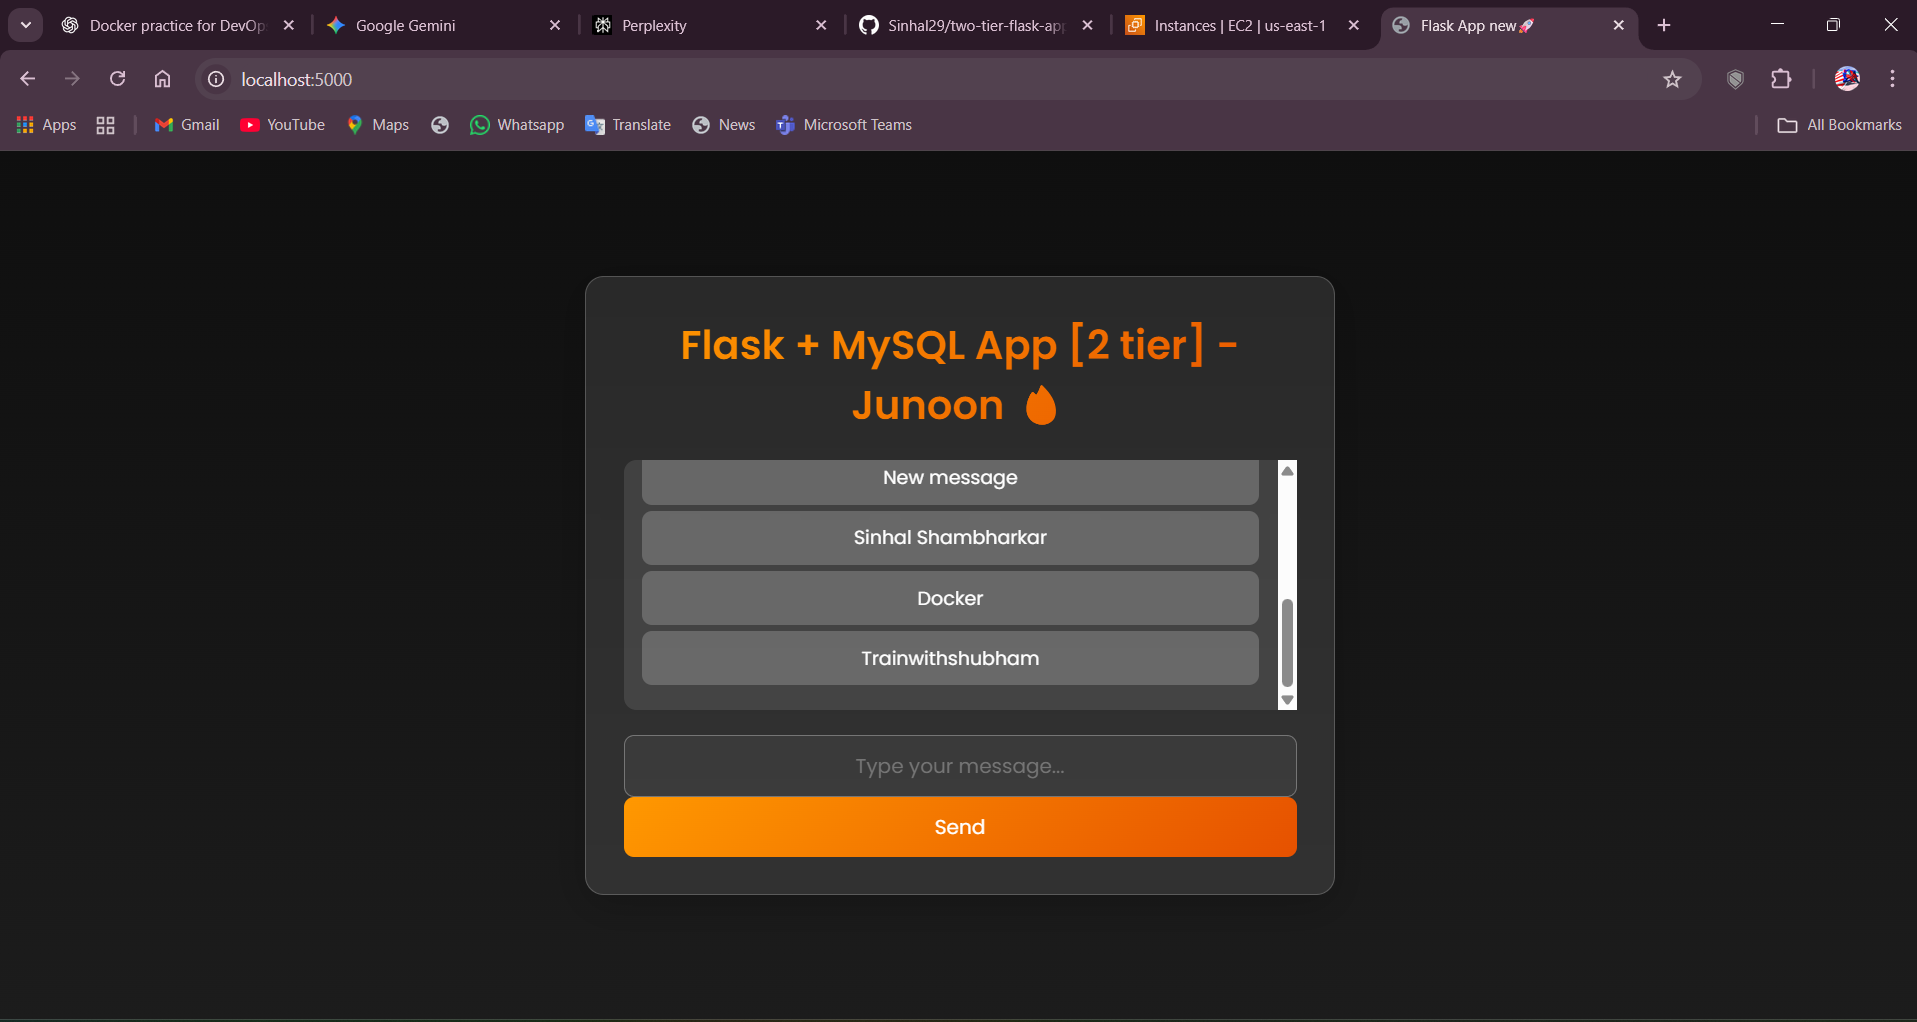 Docker practice for DevOp
Google Gemini
Perplexity
Sinhal29/two-tier-flask-app
Instances | EC2 | us-east-1
Flask App new🚀
localhost:5000
Apps
Gmail
YouTube
Maps
Whatsapp
Translate
News
Microsoft Teams
All Bookmarks
Flask + MySQL App [2 tier] -
Junoon 🔥
New message
Sinhal Shambharkar
Docker
Trainwithshubham
Type your message...
Send